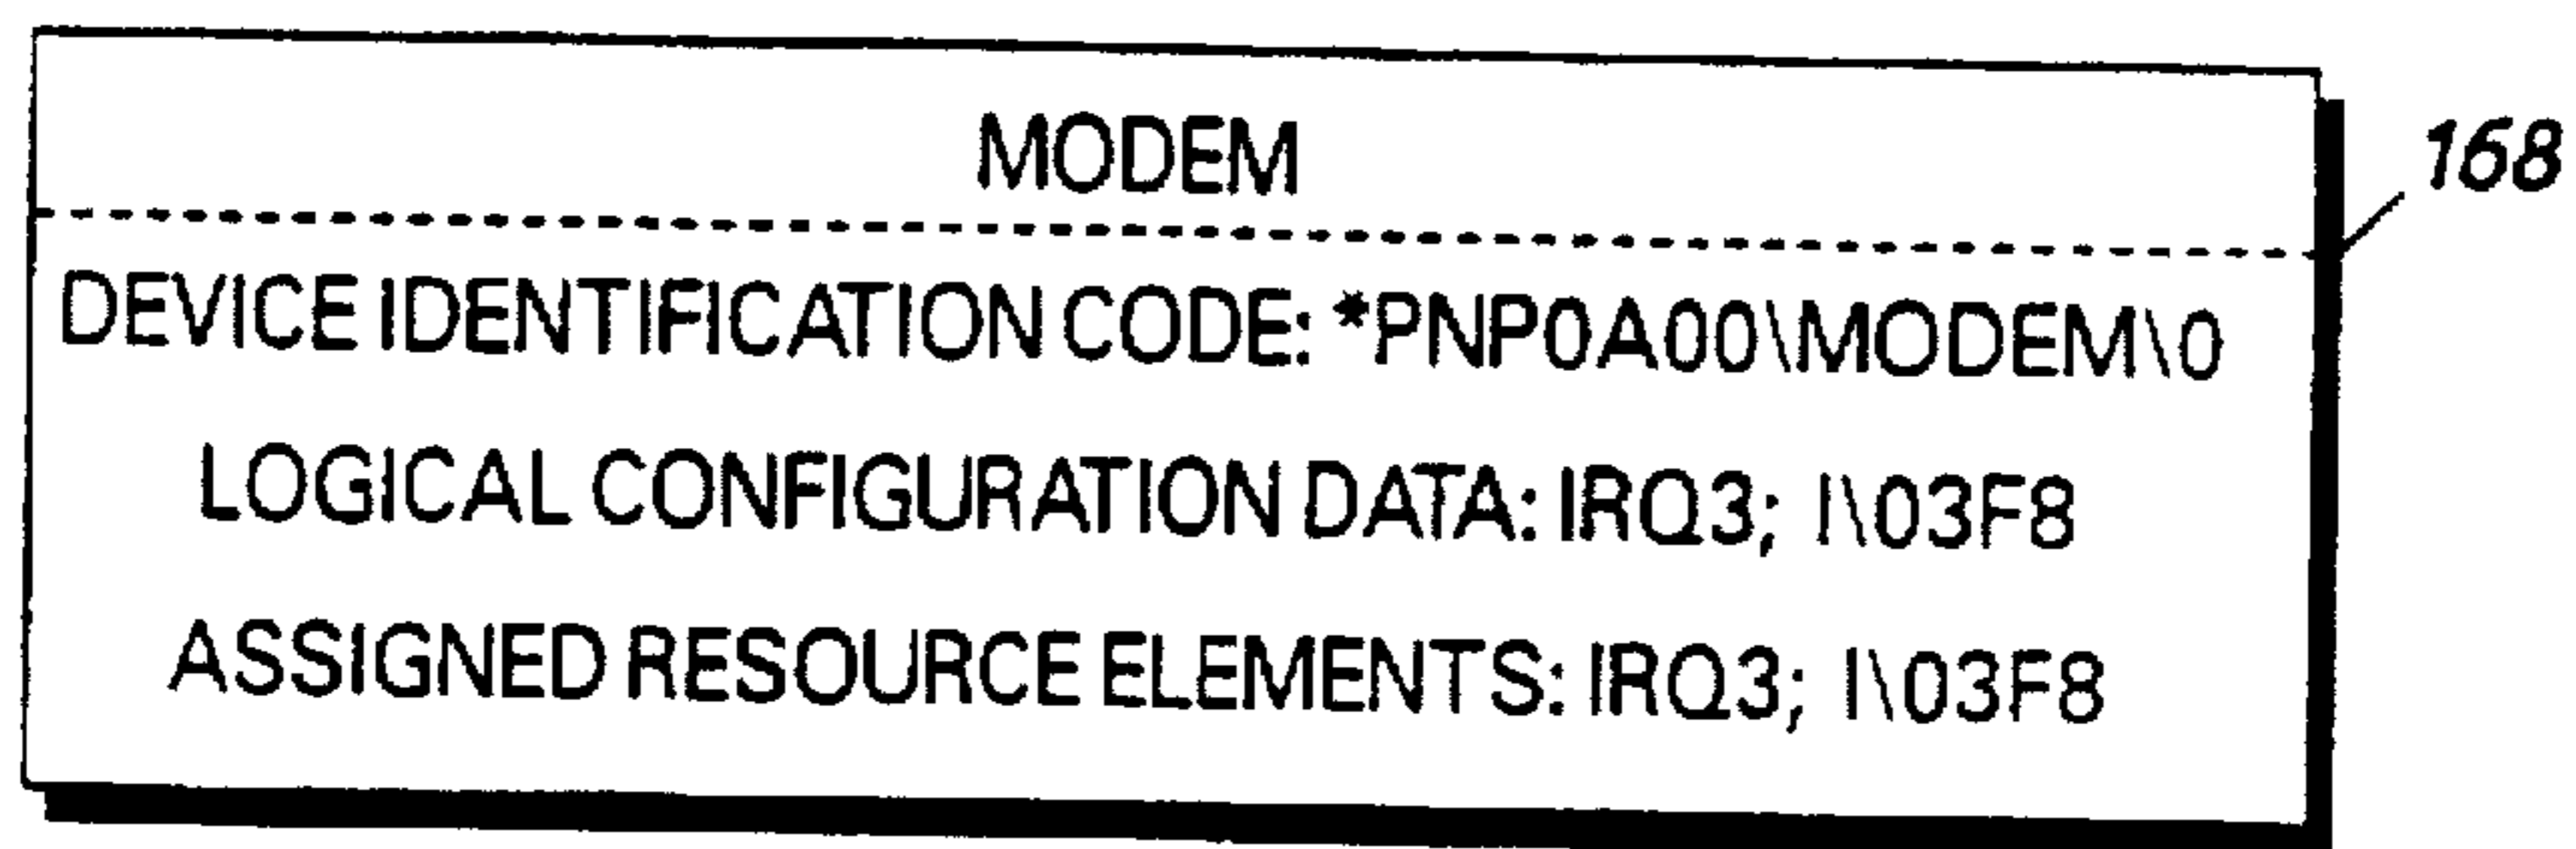 MODEM
168
DEVICE IDENTIFICATION CODE: *PNP0A00\MODEM\0
LOGICAL CONFIGURATION DATA: IRQ3; I\03F8
ASSIGNED RESOURCE ELEMENTS: IRQ3; I\03F8